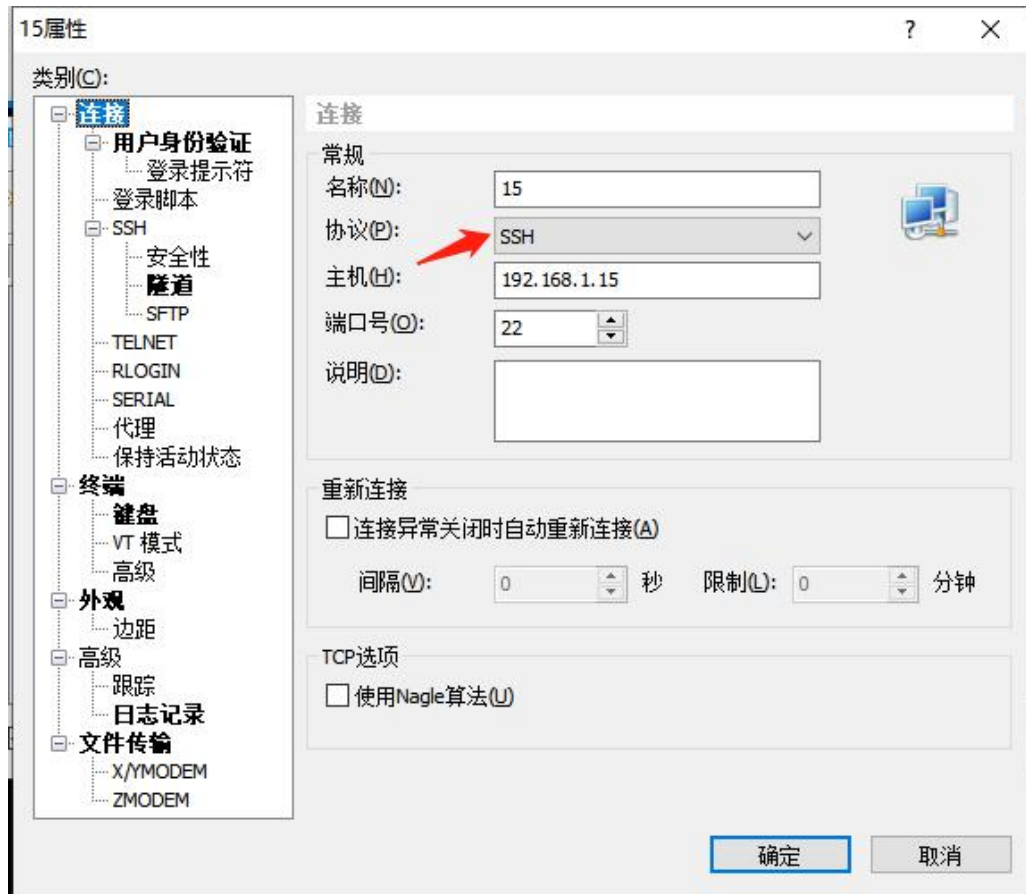 15属性
类别(C):
连接
用户身份验证
登录提示符
登录脚本
SSH
安全性
隧道
SFTP
TELNET
RLOGIN
SERIAL
代理
保持活动状态
终端
键盘
VT 模式
高级
外观
边距
高级
跟踪
日志记录
文件传输
X/YMODEM
ZMODEM
连接
常规
名称(N): 15
协议(P): SSH
主机(H): 192.168.1.15
端口号(O): 22
说明(D):
重新连接
连接异常关闭时自动重新连接(A)
间隔(V): 0 秒 限制(L): 0 分钟
TCP选项
使用Nagle算法(U)
确定 取消